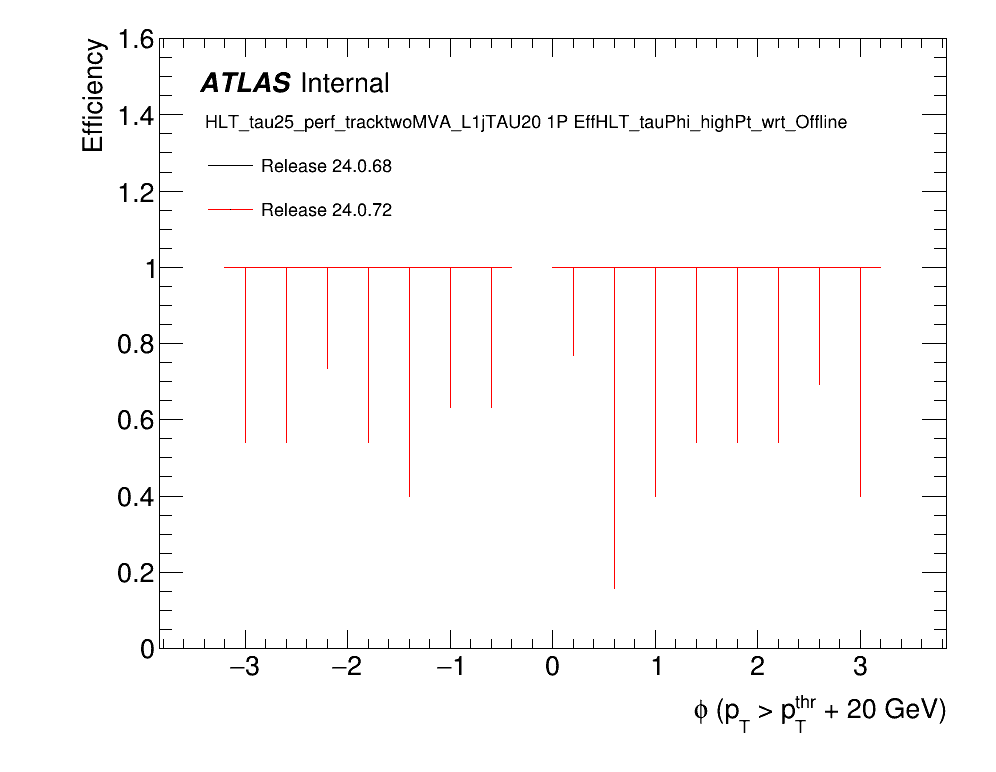 Efficiency
1.6
1.4
1.2
1
0.8
0.6
0.4
0.2
0
ATLAS Internal
HLT_tau25_perf_tracktwoMVA_L1jTAU20 1P EffHLT_tauPhi_highPt_wrt_Offline
Release 24.0.68
Release 24.0.72
−3 −2 −1 0 1 2 3
ϕ (p_T > p_T^thr + 20 GeV)